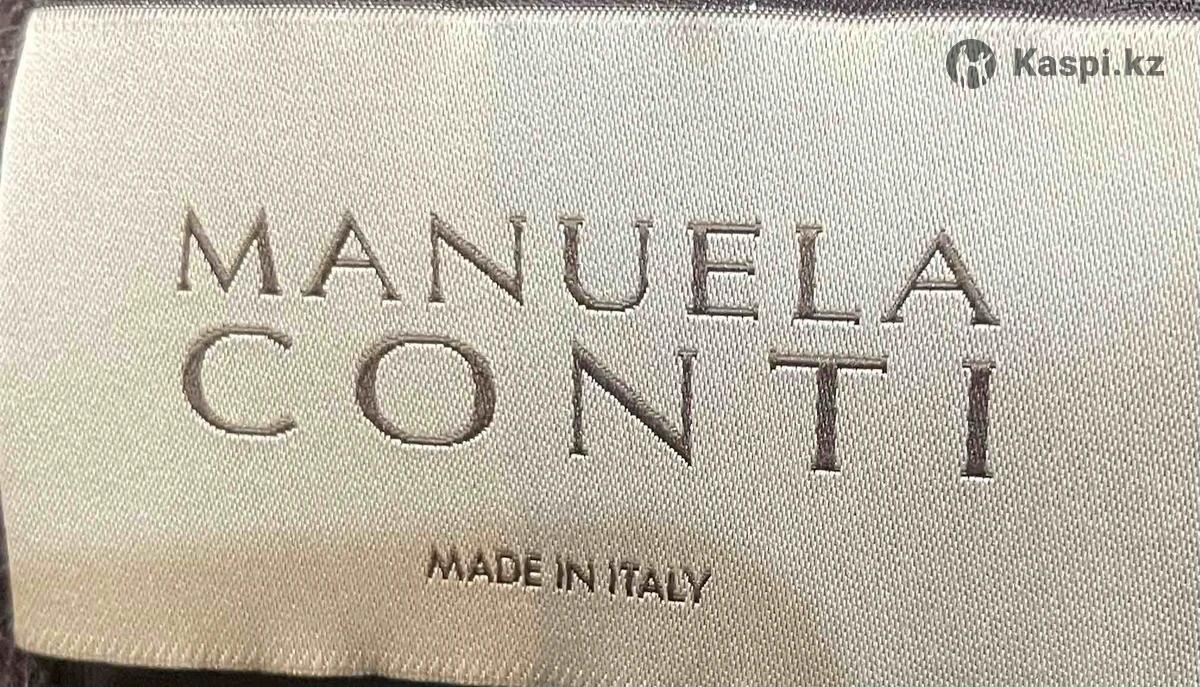 Kaspi.kz
MANUELA
CONTI
MADE IN ITALY